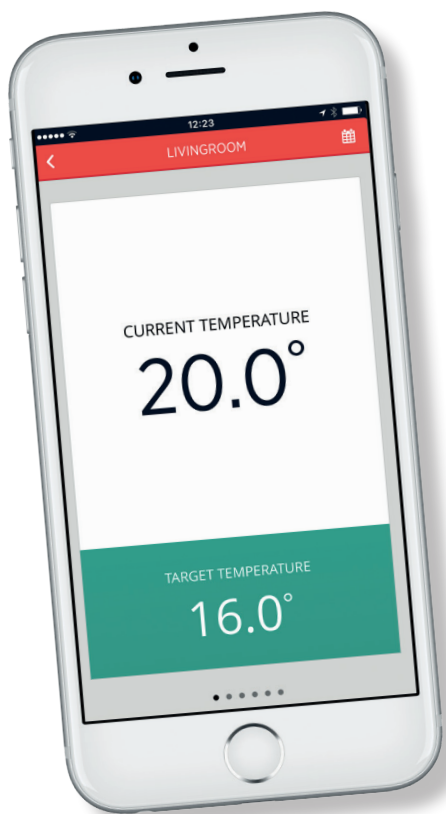 12:23
LIVINGROOM
CURRENT TEMPERATURE
20.0°
TARGET TEMPERATURE
16.0°